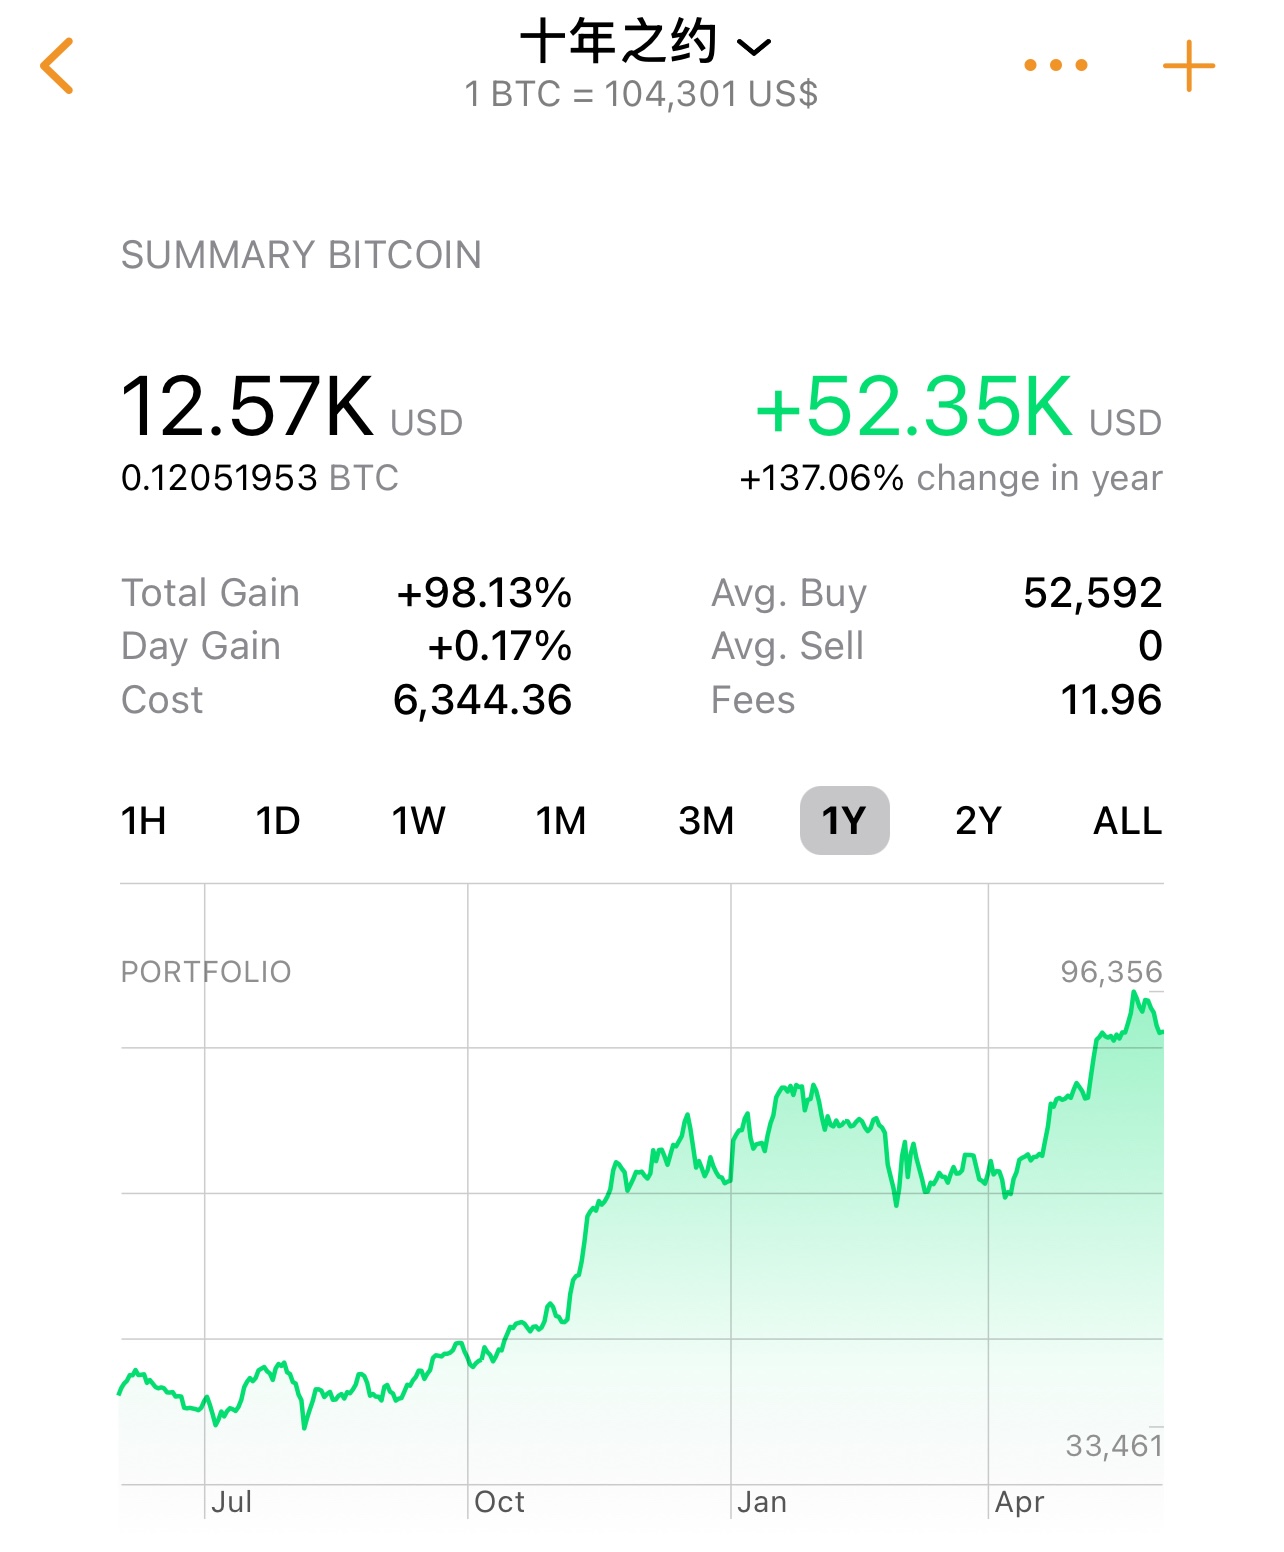 十年之约
1 BTC = 104,301 US$
SUMMARY BITCOIN
12.57K USD +52.35K USD
0.12051953 BTC +137.06% change in year
Total Gain +98.13% Avg. Buy 52,592
Day Gain +0.17% Avg. Sell 0
Cost 6,344.36 Fees 11.96
1H 1D 1W 1M 3M 1Y 2Y ALL
PORTFOLIO 96,356
33,461
Jul Oct Jan Apr